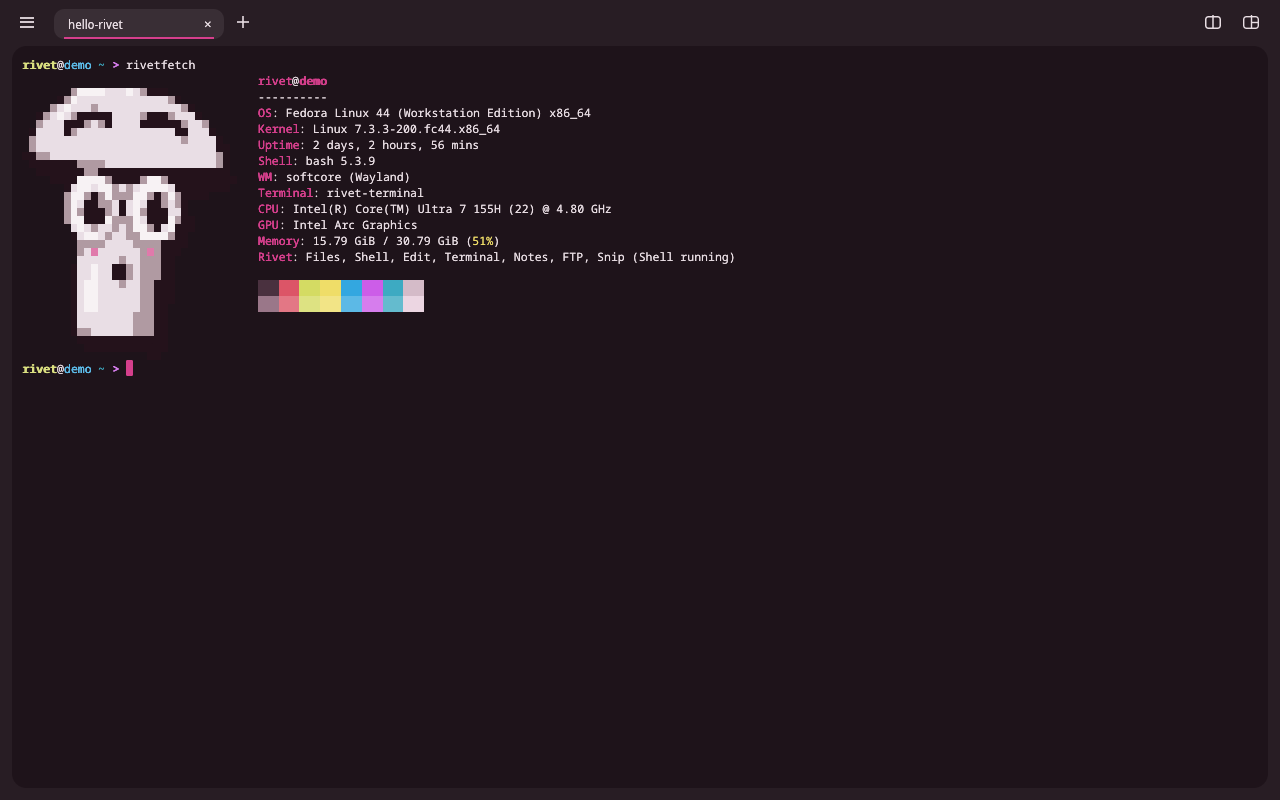 hello-rivet
rivet@demo ~ > rivetfetch
rivet@demo
----------
OS: Fedora Linux 44 (Workstation Edition) x86_64
Kernel: Linux 7.3.3-200.fc44.x86_64
Uptime: 2 days, 2 hours, 56 mins
Shell: bash 5.3.9
WM: softcore (Wayland)
Terminal: rivet-terminal
CPU: Intel(R) Core(TM) Ultra 7 155H (22) @ 4.80 GHz
GPU: Intel Arc Graphics
Memory: 15.79 GiB / 30.79 GiB (51%)
Rivet: Files, Shell, Edit, Terminal, Notes, FTP, Snip (Shell running)
rivet@demo ~ >